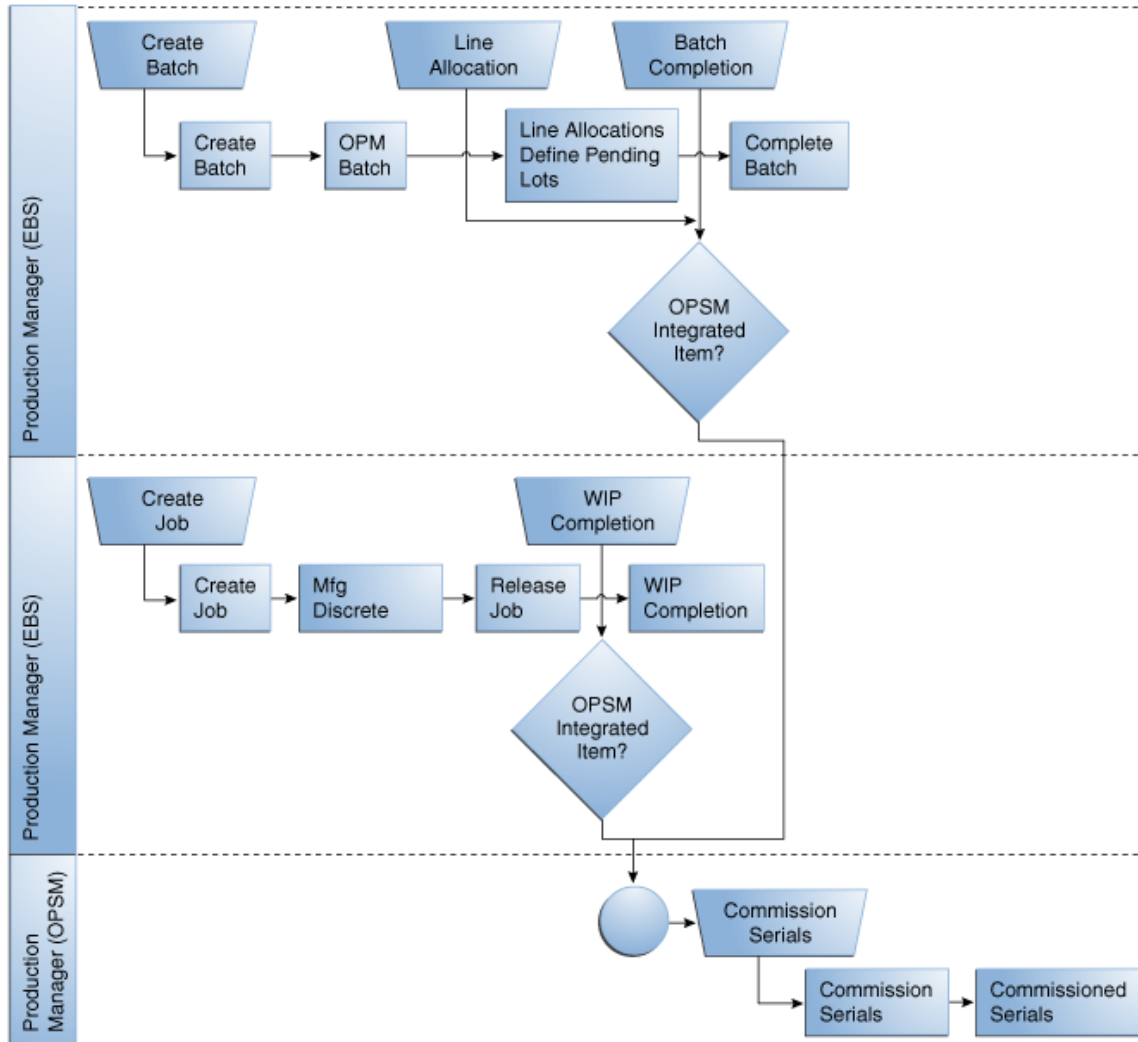 Production Manager (EBS)
Create
Batch
Line
Allocation
Batch
Completion
Create
Batch
OPM
Batch
Line Allocations
Define Pending
Lots
Complete
Batch
OPSM
Integrated
Item?
Production Manager (EBS)
Create
Job
WIP
Completion
Create
Job
Mfg
Discrete
Release
Job
WIP
Completion
OPSM
Integrated
Item?
Production
Manager (OPSM)
Commission
Serials
Commission
Serials
Commissioned
Serials